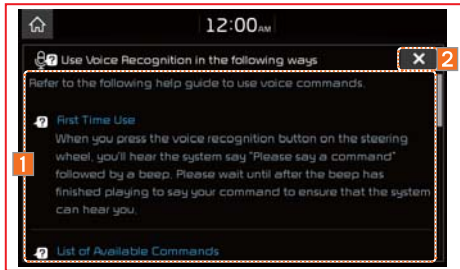 12:00AM
Use Voice Recognition in the following ways
2
Refer to the following help guide to use voice commands.
First Time Use
When you press the voice recognition button on the steering
wheel, you'll hear the system say "Please say a command"
1
followed by a beep. Please wait until after the beep has
finished playing to say your command to ensure that the system
can hear you.
List of Available Commands